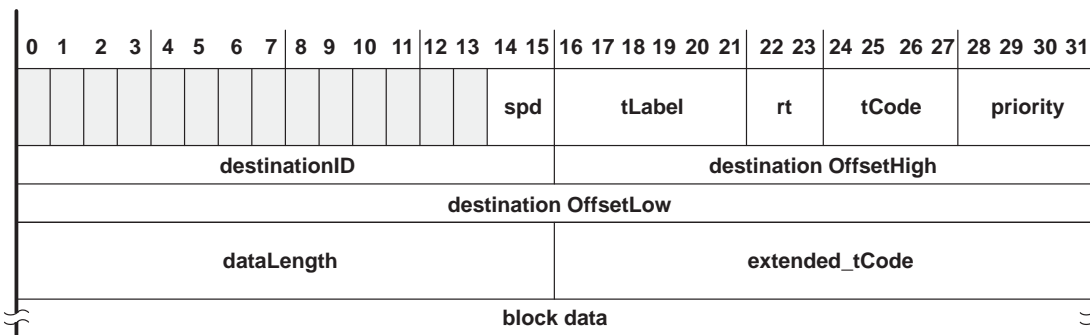 0 1 2 3 4 5 6 7 8 9 10 11 12 13 14 15 16 17 18 19 20 21 22 23 24 25 26 27 28 29 30 31
spd tLabel rt tCode priority
destinationID destination OffsetHigh
destination OffsetLow
dataLength extended_tCode
block data